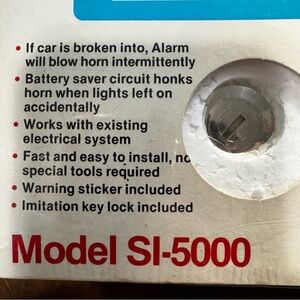 • If car is broken into, Alarm
will blow horn intermittently
• Battery saver circuit honks
horn when lights left on
accidentally
• Works with existing
electrical system
• Fast and easy to install, no
special tools required
• Warning sticker included
• Imitation key lock included
Model SI-5000